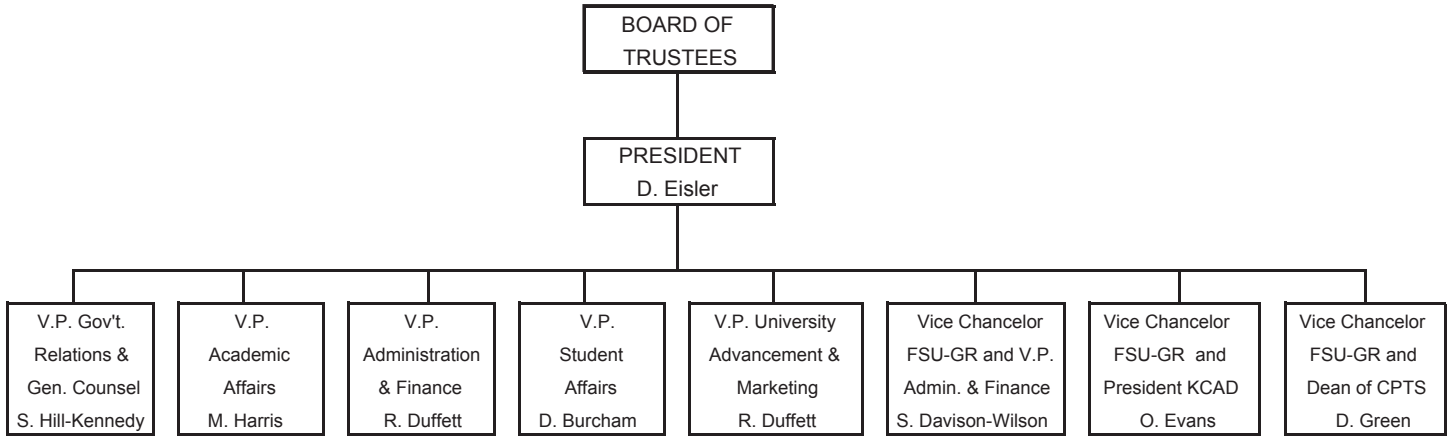 BOARD OF
TRUSTEES
PRESIDENT
D. Eisler
V.P. Gov't.
Relations &
Gen. Counsel
S. Hill-Kennedy
V.P.
Academic
Affairs
M. Harris
V.P.
Administration
& Finance
R. Duffett
V.P.
Student
Affairs
D. Burcham
V.P. University
Advancement &
Marketing
R. Duffett
Vice Chancelor
FSU-GR and V.P.
Admin. & Finance
S. Davison-Wilson
Vice Chancelor
FSU-GR and
President KCAD
O. Evans
Vice Chancelor
FSU-GR and
Dean of CPTS
D. Green